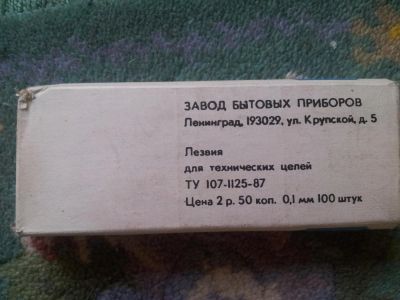 ЗАВОД БЫТОВЫХ ПРИБОРОВ
Ленинград, 193029, ул. Крупской, д. 5
Лезвия
для технических целей
ТУ 107-1125-87
Цена 2 р. 50 коп. 0,1 мм 100 штук